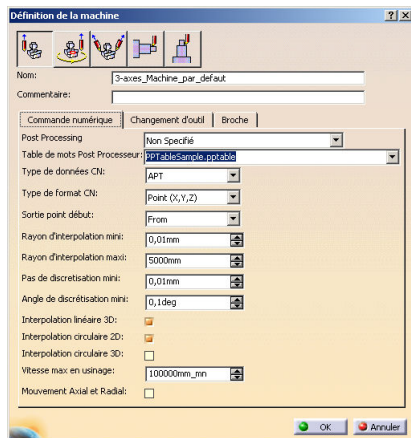 Définition de la machine
Nom: 3-axes_Machine_par_defaut
Commentaire:
Commande numérique Changement d'outil Broche
Post Processing Non Spécifié
Table de mots Post Processeur: PPTableSample.pptable
Type de données CN: APT
Type de format CN: Point (X,Y,Z)
Sortie point début: From
Rayon d'interpolation mini: 0,01mm
Rayon d'interpolation maxi: 5000mm
Pas de discretisation mini: 0,01mm
Angle de discrétisation mini: 0,1deg
Interpolation linéaire 3D:
Interpolation circulaire 2D:
Interpolation circulaire 3D:
Vitesse max en usinage: 100000mm_mn
Mouvement Axial et Radial:
OK Annuler